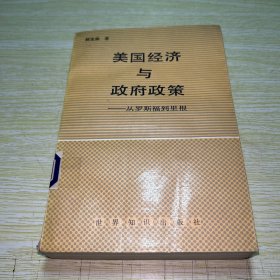 美国经济
与
政府政策
——从罗斯福到里根
世界知识出版社